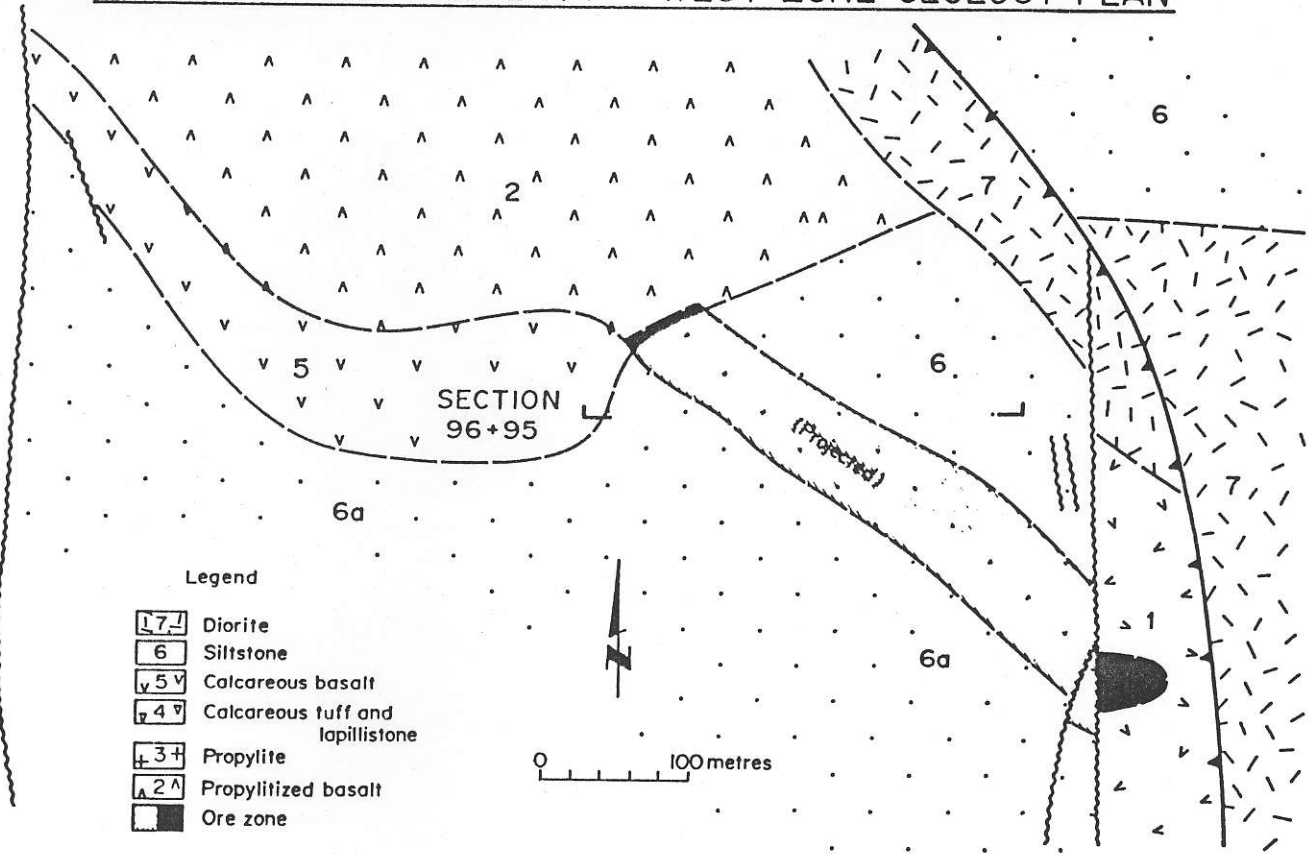 WEST ZONE GEOLOGY PLAN
6
7
2
5
SECTION
96+95
6
(Projected)
7
6a
6a
1
Legend
7 Diorite
6 Siltstone
5 Calcareous basalt
4 Calcareous tuff and
lapillistone
3 Propylite
2 Propylitized basalt
Ore zone
N
0 100 metres